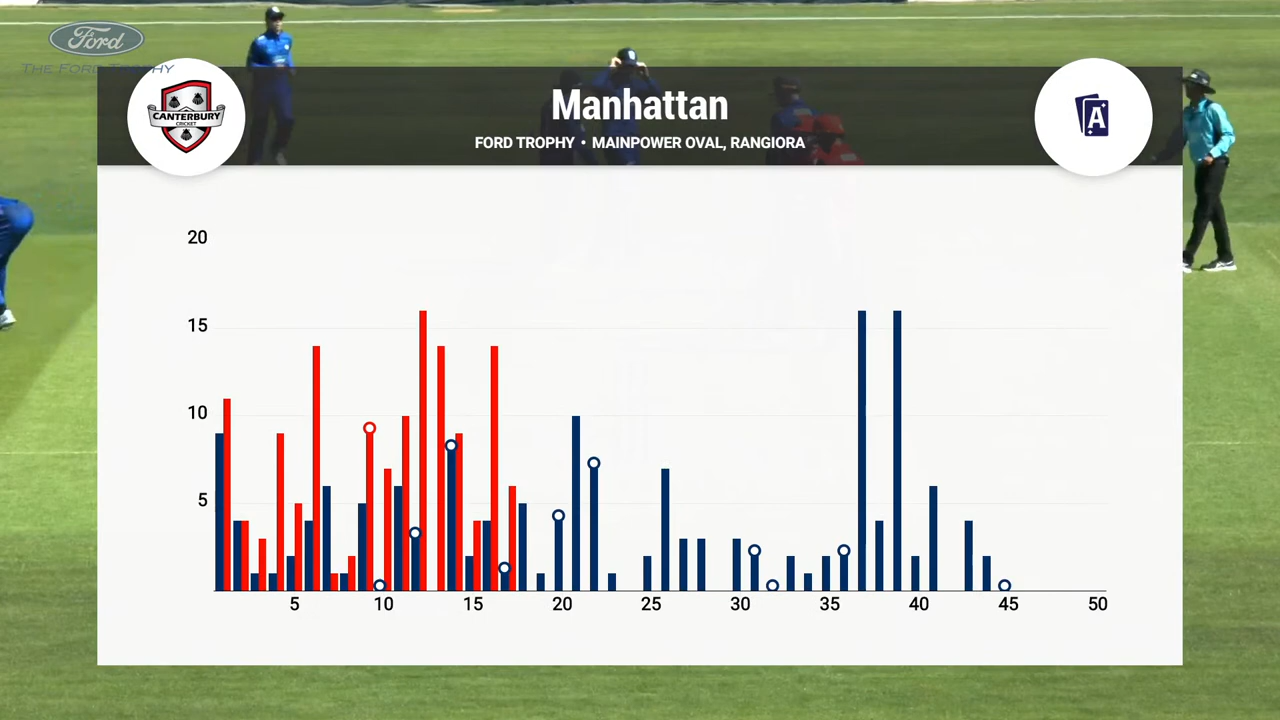 Ford
THE FORD TROPHY
CANTERBURY
CRICKET
Manhattan
FORD TROPHY • MAINPOWER OVAL, RANGIORA
A
20
15
10
5
5 10 15 20 25 30 35 40 45 50